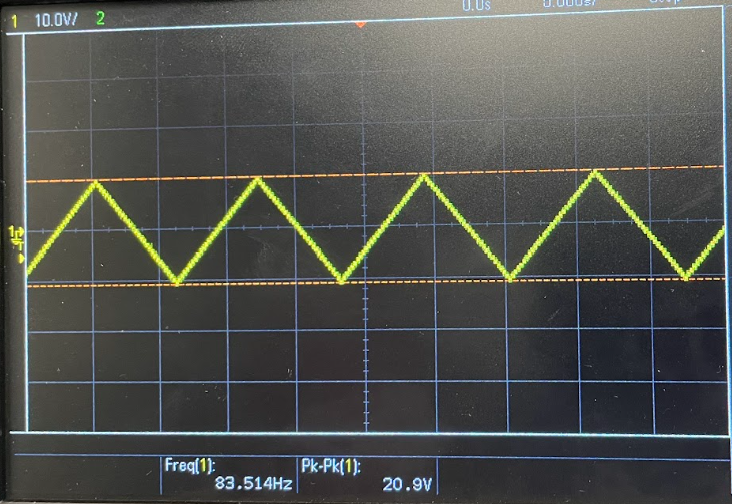 1 10.0V/ 2
0.0s
Freq(1): Pk-Pk(1):
83.514Hz 20.9V